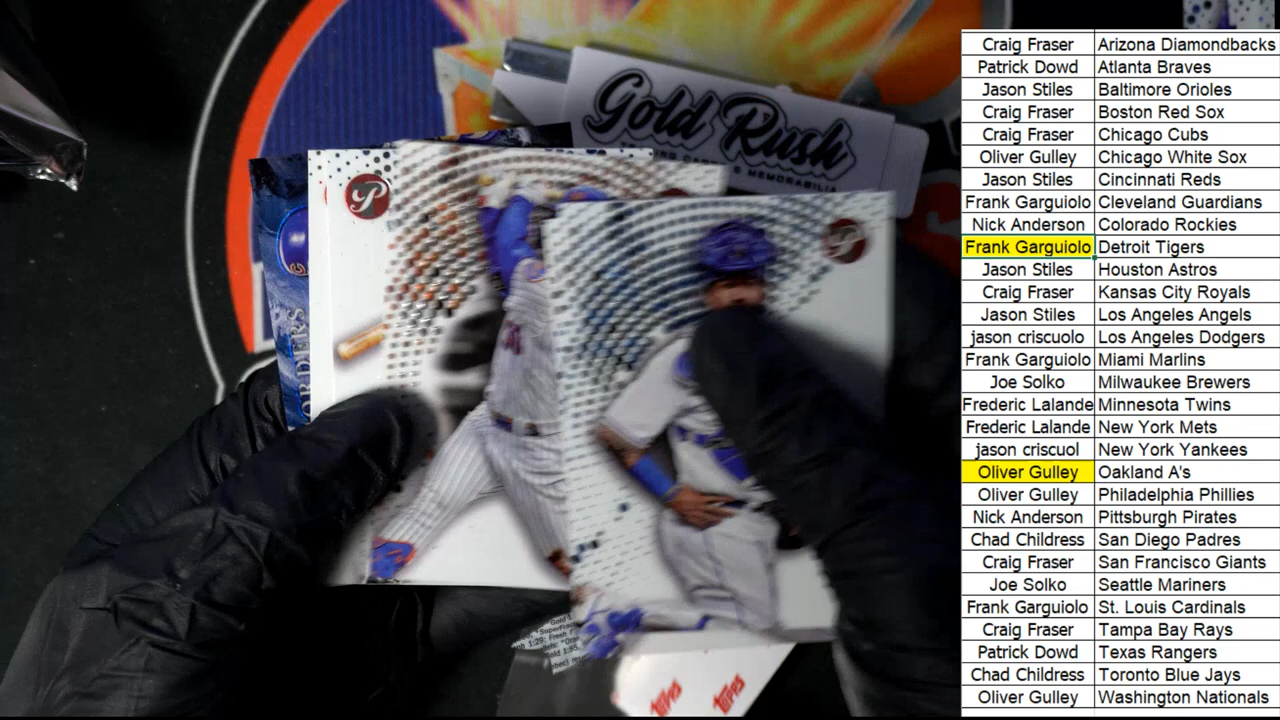 Gold Rush
& MEMORABILIA
P
P
ORDERS
Gold 1
topps
topps
Craig Fraser Arizona Diamondbacks
Patrick Dowd Atlanta Braves
Jason Stiles Baltimore Orioles
Craig Fraser Boston Red Sox
Craig Fraser Chicago Cubs
Oliver Gulley Chicago White Sox
Jason Stiles Cincinnati Reds
Frank Garguiolo Cleveland Guardians
Nick Anderson Colorado Rockies
Frank Garguiolo Detroit Tigers
Jason Stiles Houston Astros
Craig Fraser Kansas City Royals
Jason Stiles Los Angeles Angels
jason criscuolo Los Angeles Dodgers
Frank Garguiolo Miami Marlins
Joe Solko Milwaukee Brewers
Frederic Lalande Minnesota Twins
Frederic Lalande New York Mets
jason criscuol New York Yankees
Oliver Gulley Oakland A's
Oliver Gulley Philadelphia Phillies
Nick Anderson Pittsburgh Pirates
Chad Childress San Diego Padres
Craig Fraser San Francisco Giants
Joe Solko Seattle Mariners
Frank Garguiolo St. Louis Cardinals
Craig Fraser Tampa Bay Rays
Patrick Dowd Texas Rangers
Chad Childress Toronto Blue Jays
Oliver Gulley Washington Nationals